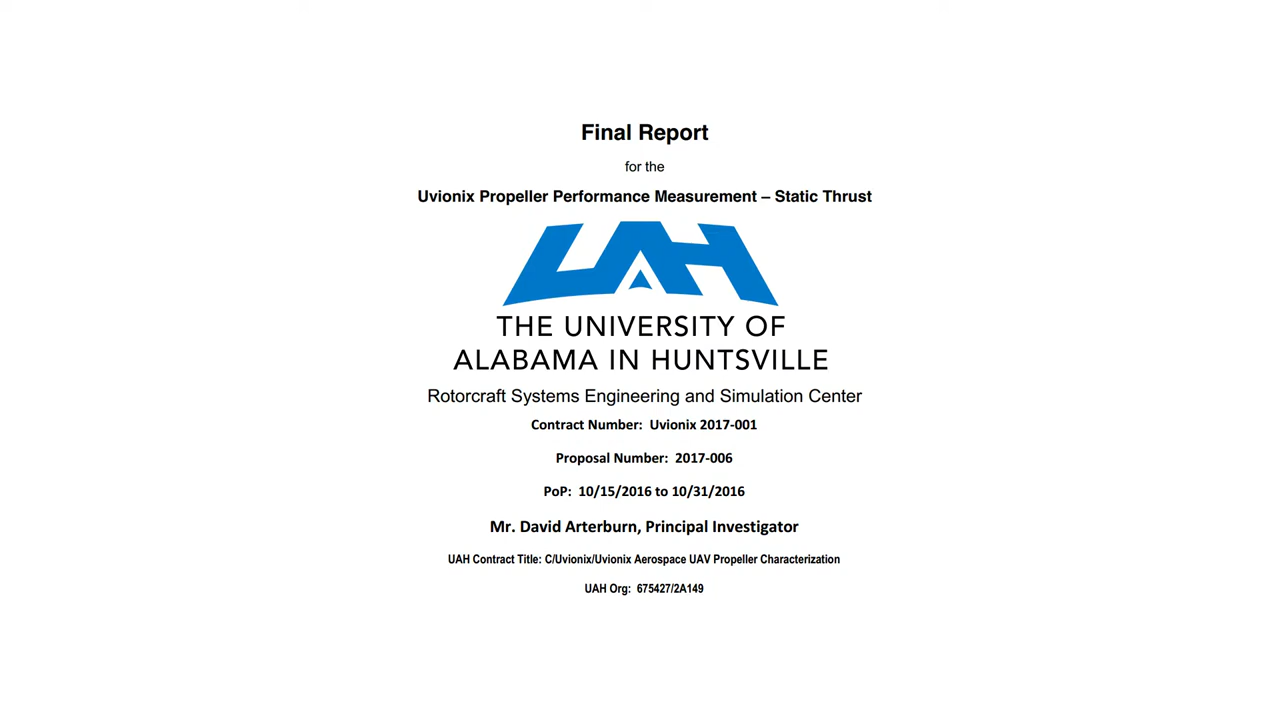 Final Report
for the
Uvionix Propeller Performance Measurement – Static Thrust
UAH
THE UNIVERSITY OF
ALABAMA IN HUNTSVILLE
Rotorcraft Systems Engineering and Simulation Center
Contract Number:  Uvionix 2017-001
Proposal Number:  2017-006
PoP:  10/15/2016 to 10/31/2016
Mr. David Arterburn, Principal Investigator
UAH Contract Title: C/Uvionix/Uvionix Aerospace UAV Propeller Characterization
UAH Org:  675427/2A149